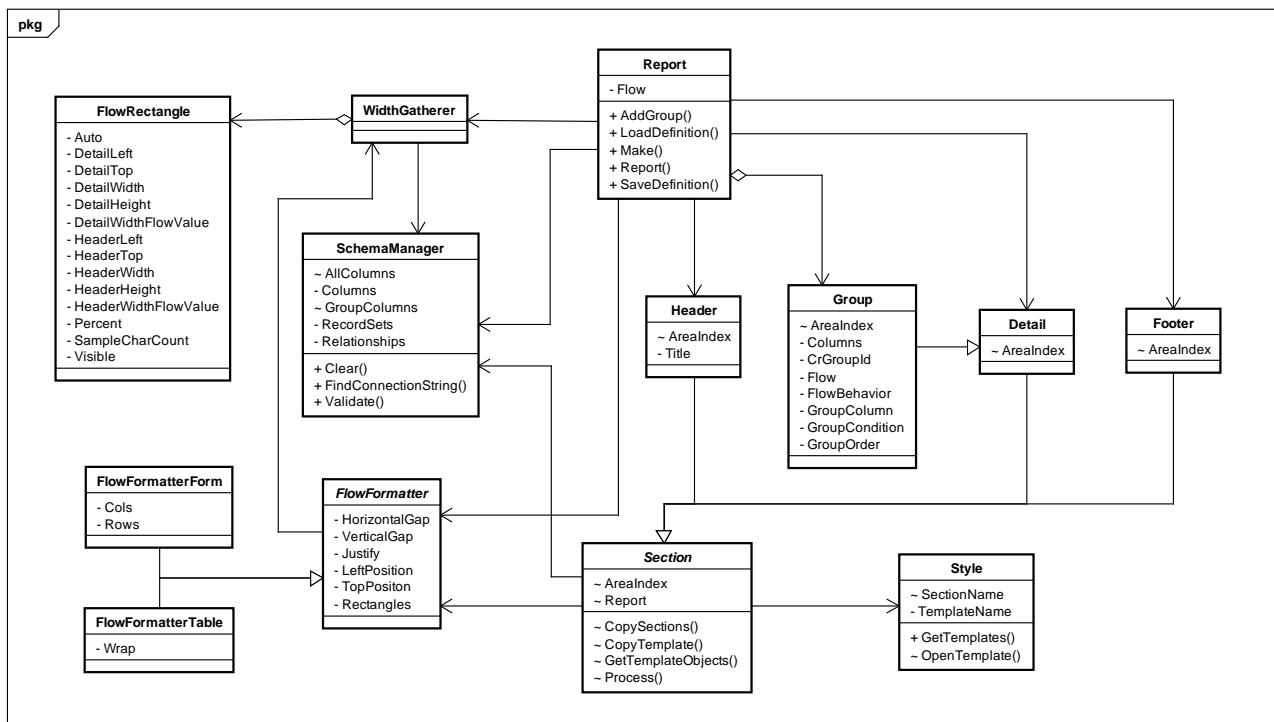 pkg
Report
- Flow
+ AddGroup()
+ LoadDefinition()
+ Make()
+ Report()
+ SaveDefinition()
FlowRectangle
- Auto
- DetailLeft
- DetailTop
- DetailWidth
- DetailHeight
- DetailWidthFlowValue
- HeaderLeft
- HeaderTop
- HeaderWidth
- HeaderHeight
- HeaderWidthFlowValue
- Percent
- SampleCharCount
- Visible
WidthGatherer
SchemaManager
~ AllColumns
- Columns
~ GroupColumns
- RecordSets
- Relationships
+ Clear()
+ FindConnectionString()
+ Validate()
Header
~ AreaIndex
- Title
Group
~ AreaIndex
- Columns
- CrGroupId
- Flow
- FlowBehavior
- GroupColumn
- GroupCondition
- GroupOrder
Detail
~ AreaIndex
Footer
~ AreaIndex
FlowFormatterForm
- Cols
- Rows
FlowFormatter
- HorizontalGap
- VerticalGap
- Justify
- LeftPosition
- TopPositon
- Rectangles
FlowFormatterTable
- Wrap
Section
~ AreaIndex
~ Report
~ CopySections()
~ CopyTemplate()
~ GetTemplateObjects()
~ Process()
Style
~ SectionName
- TemplateName
+ GetTemplates()
~ OpenTemplate()